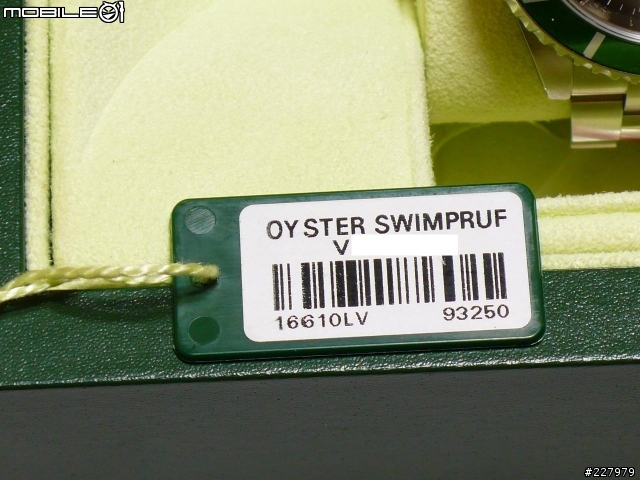 MOBILE01
OYSTER SWIMPRUF
V
16610LV 93250
#227979